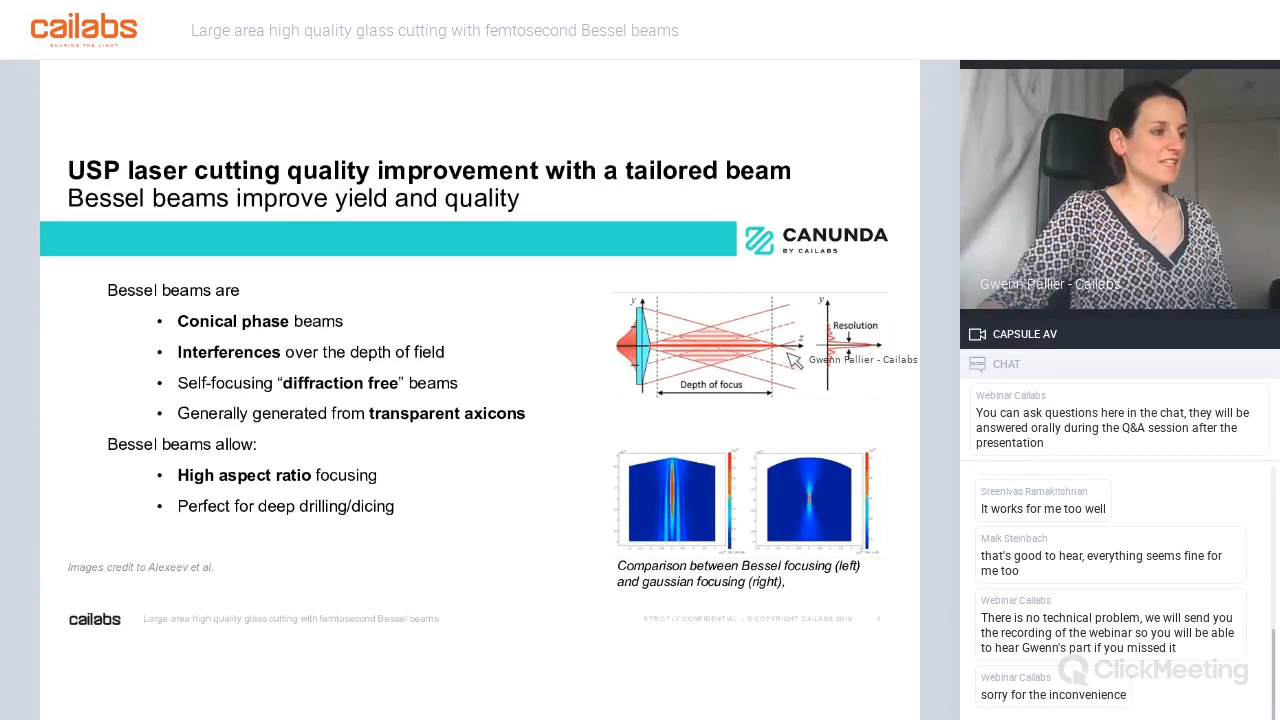 cailabs
SHAPING THE LIGHT
Large area high quality glass cutting with femtosecond Bessel beams
USP laser cutting quality improvement with a tailored beam
Bessel beams improve yield and quality
CANUNDA
BY CAILABS
Bessel beams are
• Conical phase beams
• Interferences over the depth of field
• Self-focusing “diffraction free” beams
• Generally generated from transparent axicons
Bessel beams allow:
• High aspect ratio focusing
• Perfect for deep drilling/dicing
y
z
Depth of focus
y
Resolution
Gwenn Pallier - Cailabs
Comparison between Bessel focusing (left)
and gaussian focusing (right),
Images credit to Alexeev et al.
cailabs
Large area high quality glass cutting with femtosecond Bessel beams
STRICTLY CONFIDENTIAL – © COPYRIGHT CAILABS 2019
4
Gwenn Pallier - Cailabs
CAPSULE AV
CHAT
Webinar Cailabs
You can ask questions here in the chat, they will be
answered orally during the Q&A session after the
presentation
Sreenivas Ramakrishnan
It works for me too well
Maik Steinbach
that's good to hear, everything seems fine for
me too
Webinar Cailabs
There is no technical problem, we will send you
the recording of the webinar so you will be able
to hear Gwenn's part if you missed it
Webinar Cailabs
sorry for the inconvenience
ClickMeeting